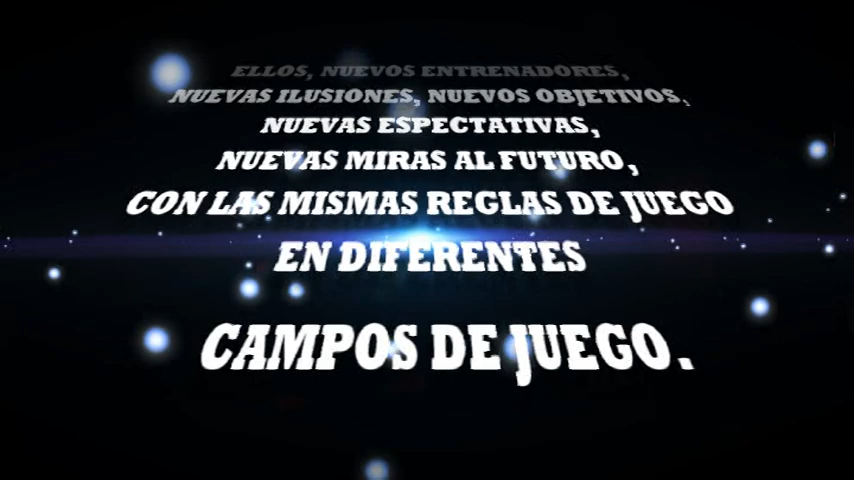 ELLOS, NUEVOS ENTRENADORES,
NUEVAS ILUSIONES, NUEVOS OBJETIVOS,
NUEVAS ESPECTATIVAS,
NUEVAS MIRAS AL FUTURO,
CON LAS MISMAS REGLAS DE JUEGO
EN DIFERENTES
CAMPOS DE JUEGO.